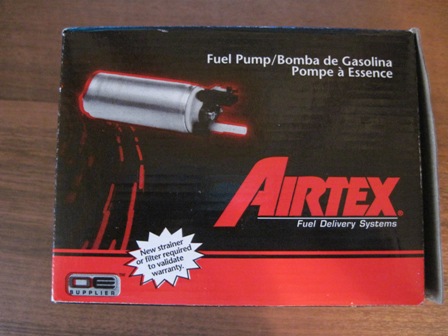 Fuel Pump/Bomba de Gasolina
Pompe à Essence
AIRTEX®
Fuel Delivery Systems
New strainer
or filter required
to validate
warranty.
OE
SUPPLIED